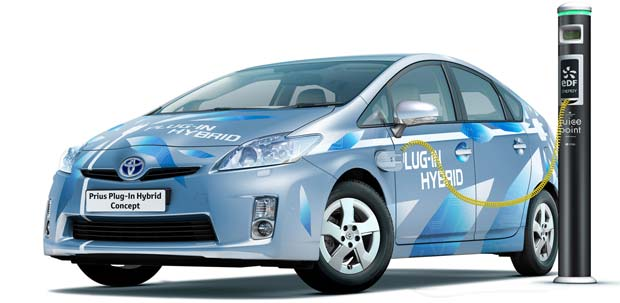 PLUG-IN
HYBRID
Prius Plug-In Hybrid
Concept
LUG-IN
HYBRID
eDF
ENERGY
juice
point